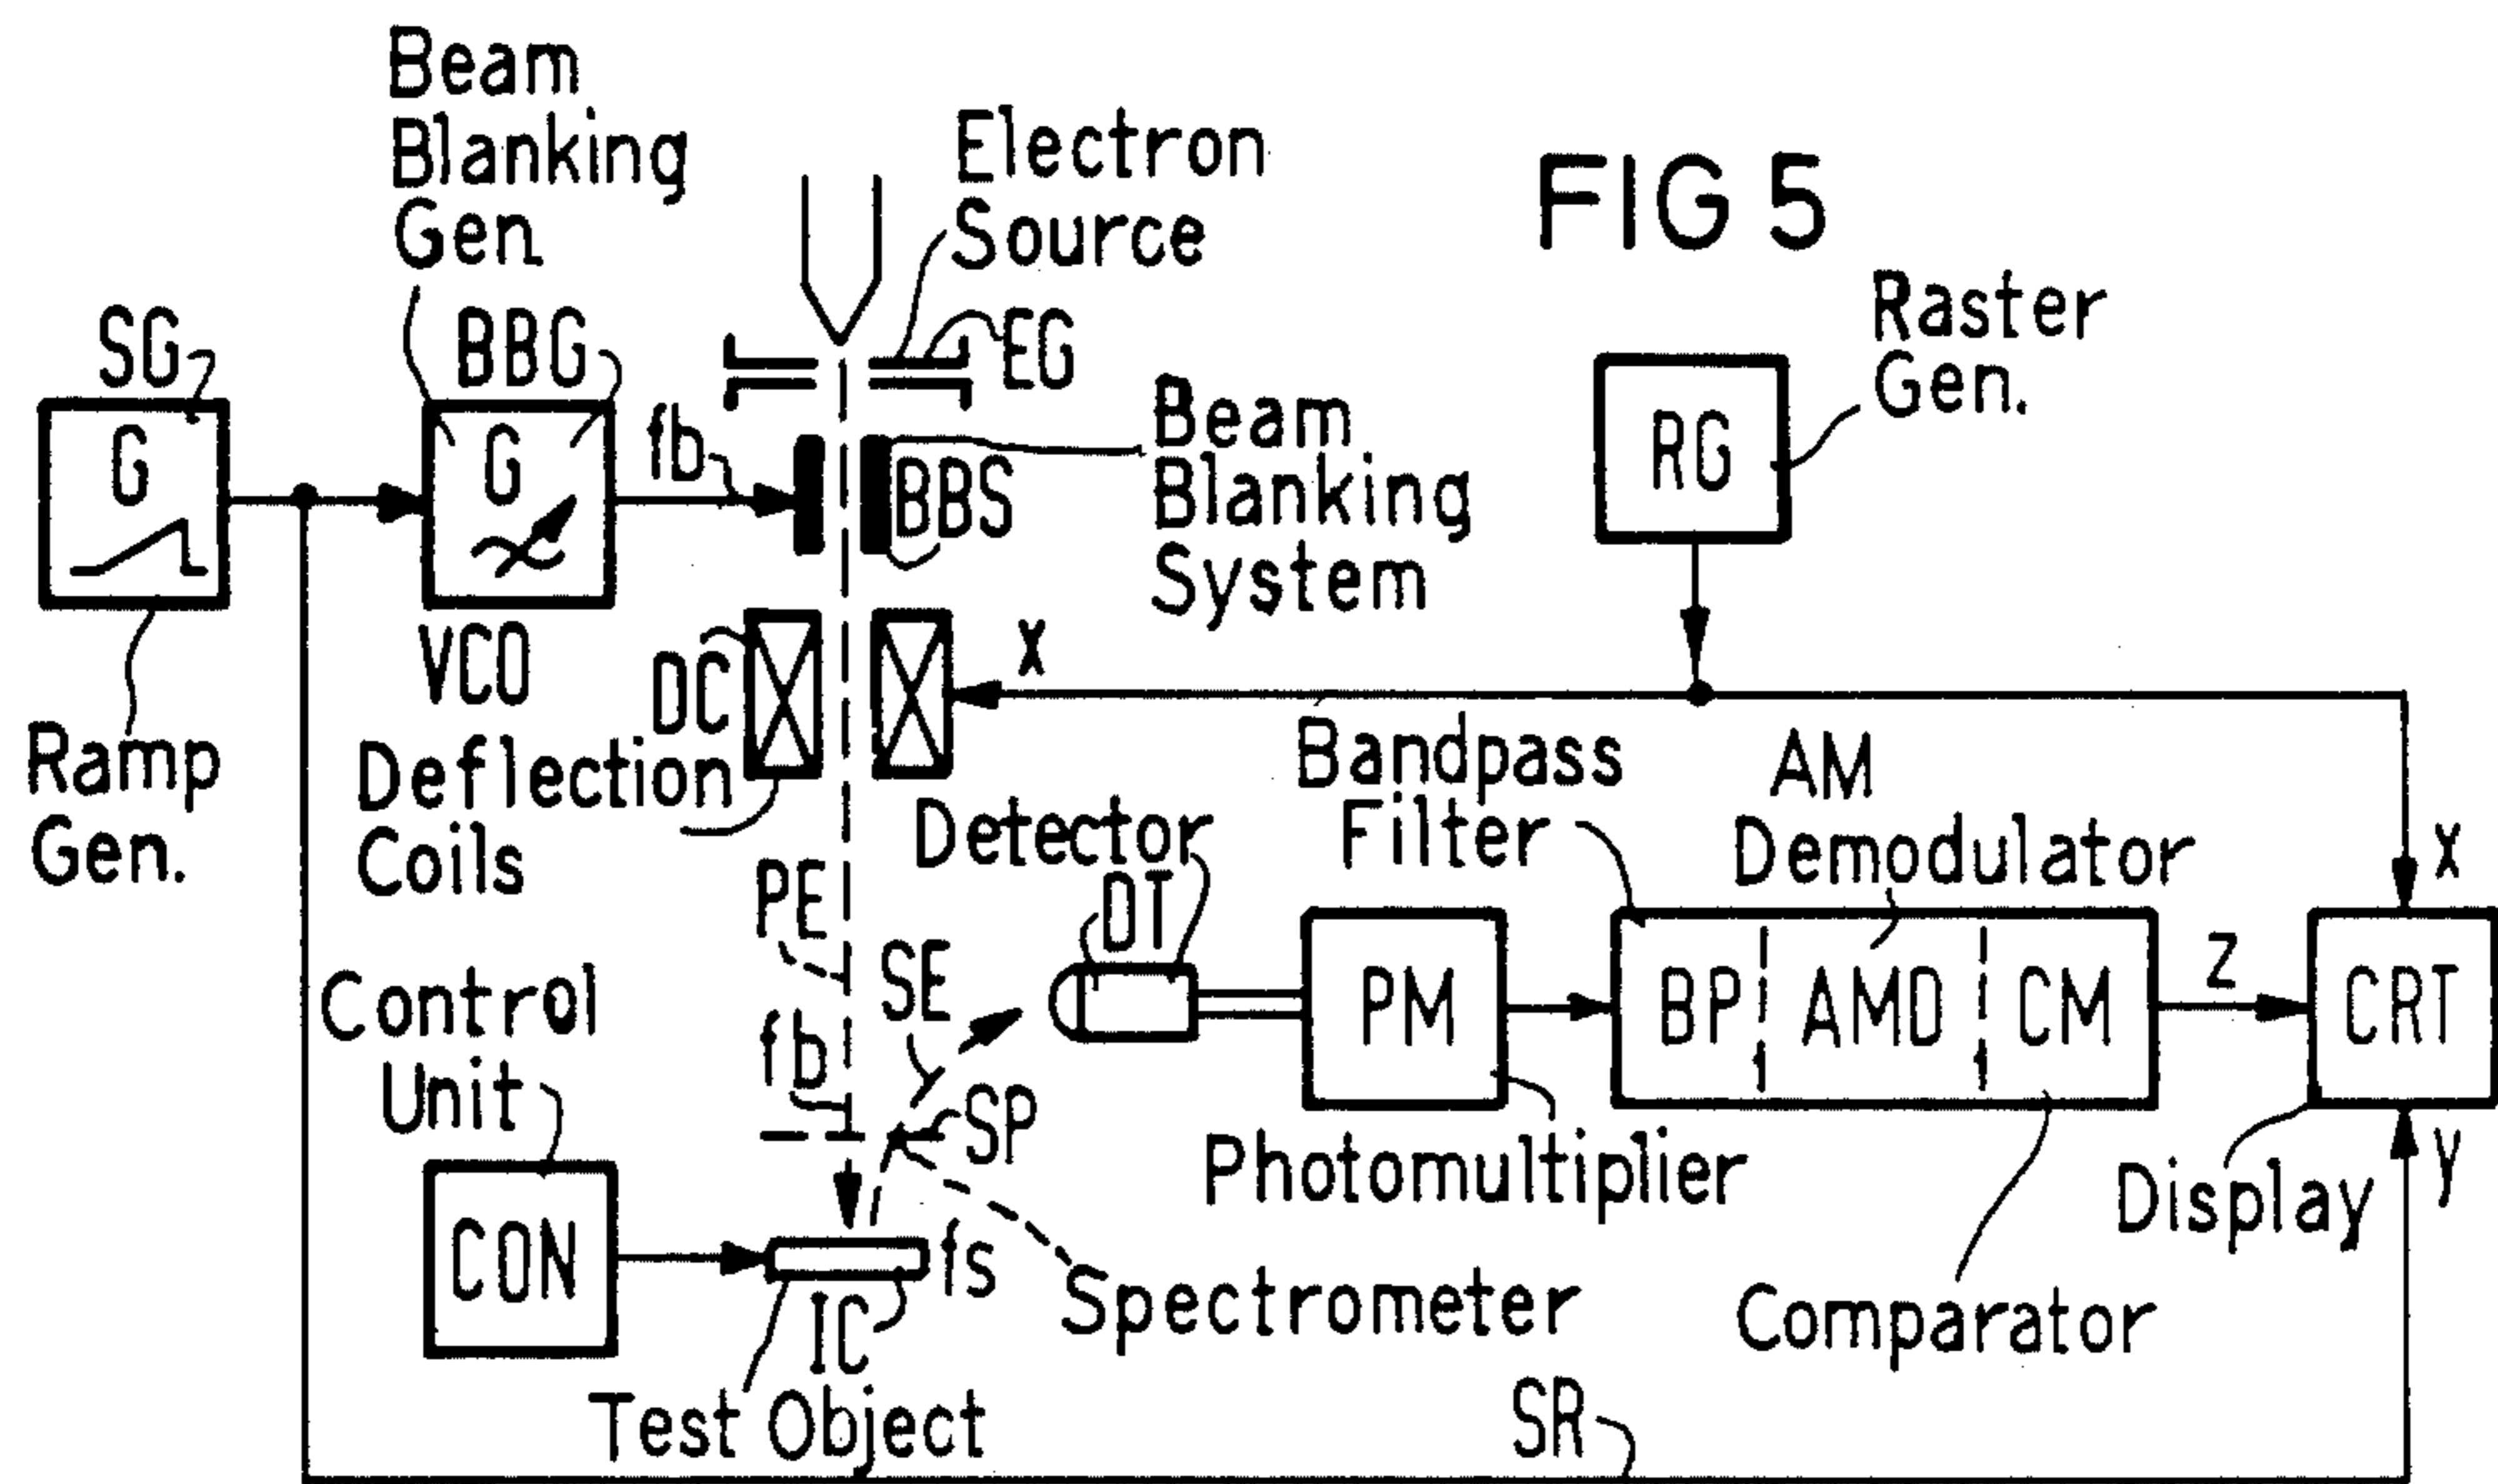 Beam
Blanking
Gen
Electron
Source
FIG 5
SG
BBG
EG
Raster
Gen.
G
G
fb
BBS
Beam
Blanking
System
RG
VCO
DC
X
Ramp
Gen.
Deflection
Coils
Detector
DT
Bandpass
Filter
AM
Demodulator
X
PE
SE
Control
Unit
fb
SP
PM
BP
AMD
CM
Z
CRT
Photomultiplier
Display
y
CON
fs
IC
Spectrometer
Comparator
Test Object
SR